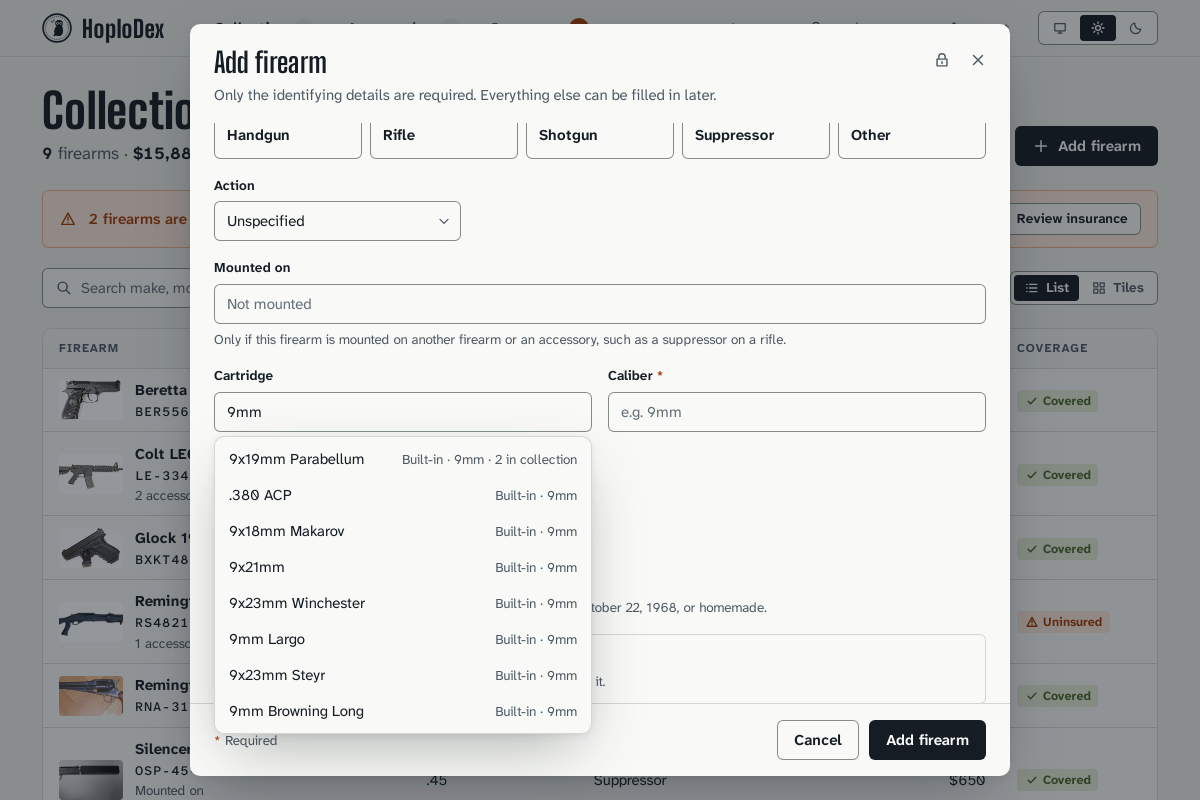 HoploDex
Collectio
9 firearms · $15,88
Add firearm
2 firearms are
Review insurance
Search make, mo
List
Tiles
FIREARM
COVERAGE
Beretta
BER556
Covered
Colt LE6
LE-334
2 accesso
Covered
Glock 19
BXKT48
Covered
Remingt
RS4821
1 accesso
Uninsured
Remingt
RNA-31
Covered
Silencer
OSP-45
Mounted on
.45
Suppressor
$650
Covered
Add firearm
Only the identifying details are required. Everything else can be filled in later.
Handgun
Rifle
Shotgun
Suppressor
Other
Action
Unspecified
Mounted on
Not mounted
Only if this firearm is mounted on another firearm or an accessory, such as a suppressor on a rifle.
Cartridge
Caliber *
9mm
e.g. 9mm
9x19mm Parabellum Built-in · 9mm · 2 in collection
.380 ACP Built-in · 9mm
9x18mm Makarov Built-in · 9mm
9x21mm Built-in · 9mm
9x23mm Winchester Built-in · 9mm
9mm Largo Built-in · 9mm
9x23mm Steyr Built-in · 9mm
9mm Browning Long Built-in · 9mm
tober 22, 1968, or homemade.
it.
* Required
Cancel
Add firearm